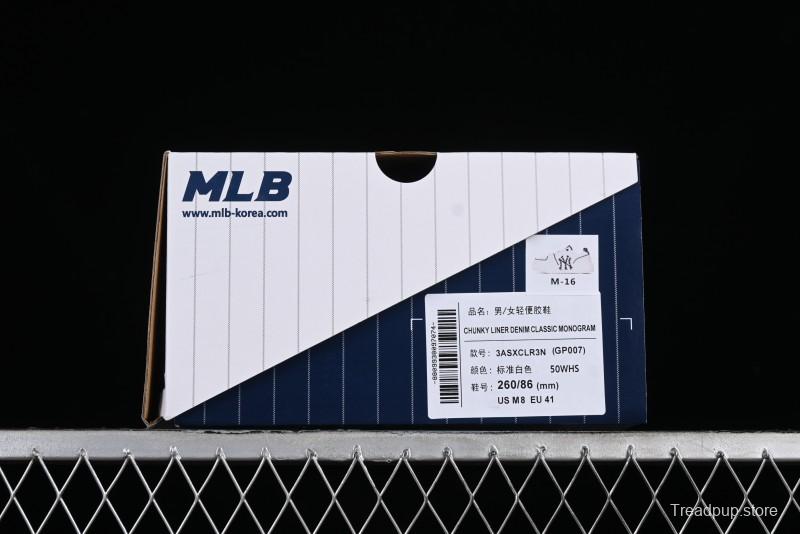 MLB
www.mlb-korea.com
NY
M-16
品名：男/女轻便胶鞋
CHUNKY LINER DENIM CLASSIC MONOGRAM
款号：3ASXCLR3N (GP007)
颜色：标准白色 50WHS
鞋号：260/86 (mm)
US M8 EU 41
Treadpup.store